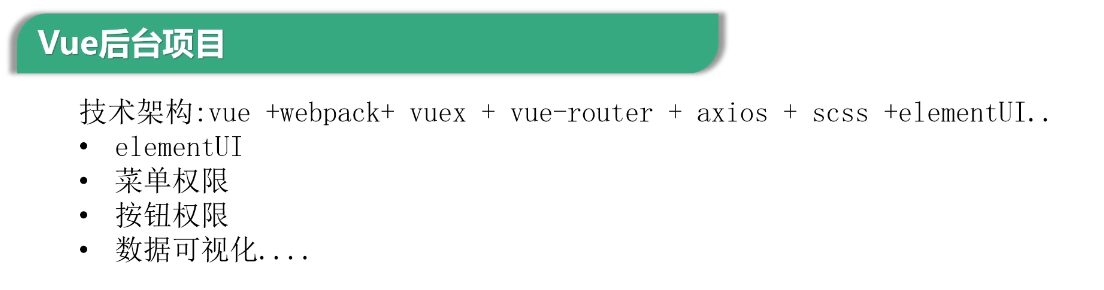 Vue后台项目
技术架构:vue +webpack+ vuex + vue-router + axios + scss +elementUI..
• elementUI
• 菜单权限
• 按钮权限
• 数据可视化....